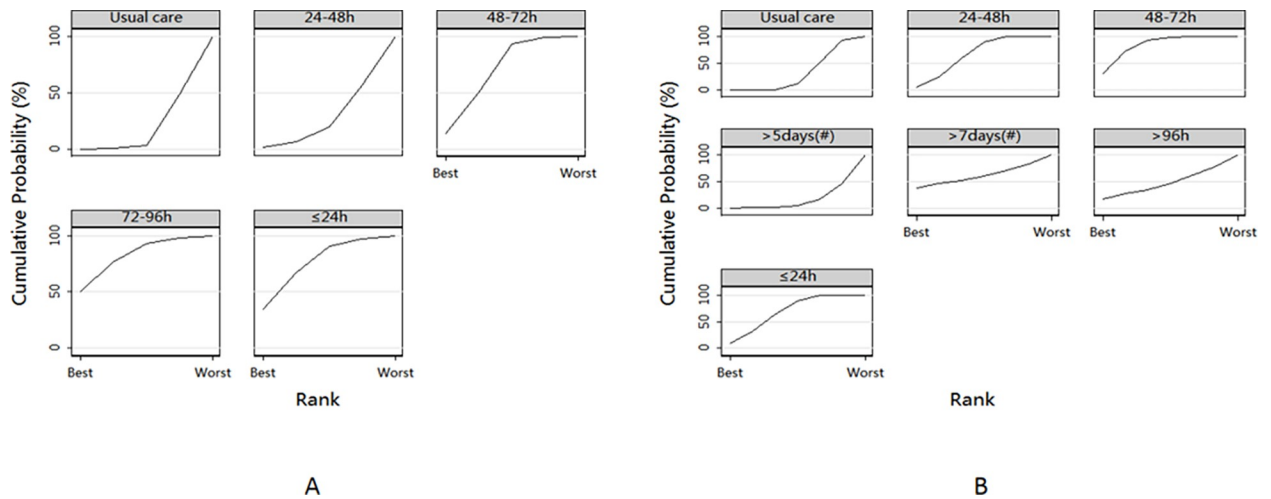 Usual care
24-48h
48-72h
Cumulative Probability (%)
100
50
0
Best
Worst
72-96h
≤24h
100
50
0
Best
Worst
Best
Worst
Rank
A
Usual care
24-48h
48-72h
Cumulative Probability (%)
100
50
0
>5days(#)
>7days(#)
>96h
100
50
0
Best
Worst
Best
Worst
≤24h
100
50
0
Best
Worst
Rank
B